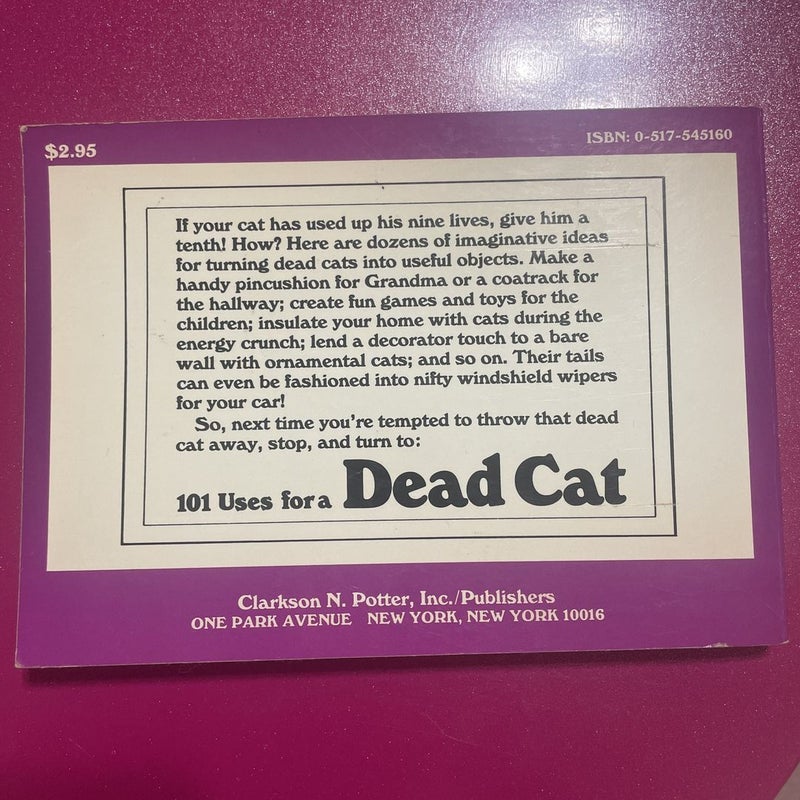 $2.95
ISBN: 0-517-545160
If your cat has used up his nine lives, give him a
tenth! How? Here are dozens of imaginative ideas
for turning dead cats into useful objects. Make a
handy pincushion for Grandma or a coatrack for
the hallway; create fun games and toys for the
children; insulate your home with cats during the
energy crunch; lend a decorator touch to a bare
wall with ornamental cats; and so on. Their tails
can even be fashioned into nifty windshield wipers
for your car!
So, next time you're tempted to throw that dead
cat away, stop, and turn to:
101 Uses for a Dead Cat
Clarkson N. Potter, Inc./Publishers
ONE PARK AVENUE NEW YORK, NEW YORK 10016